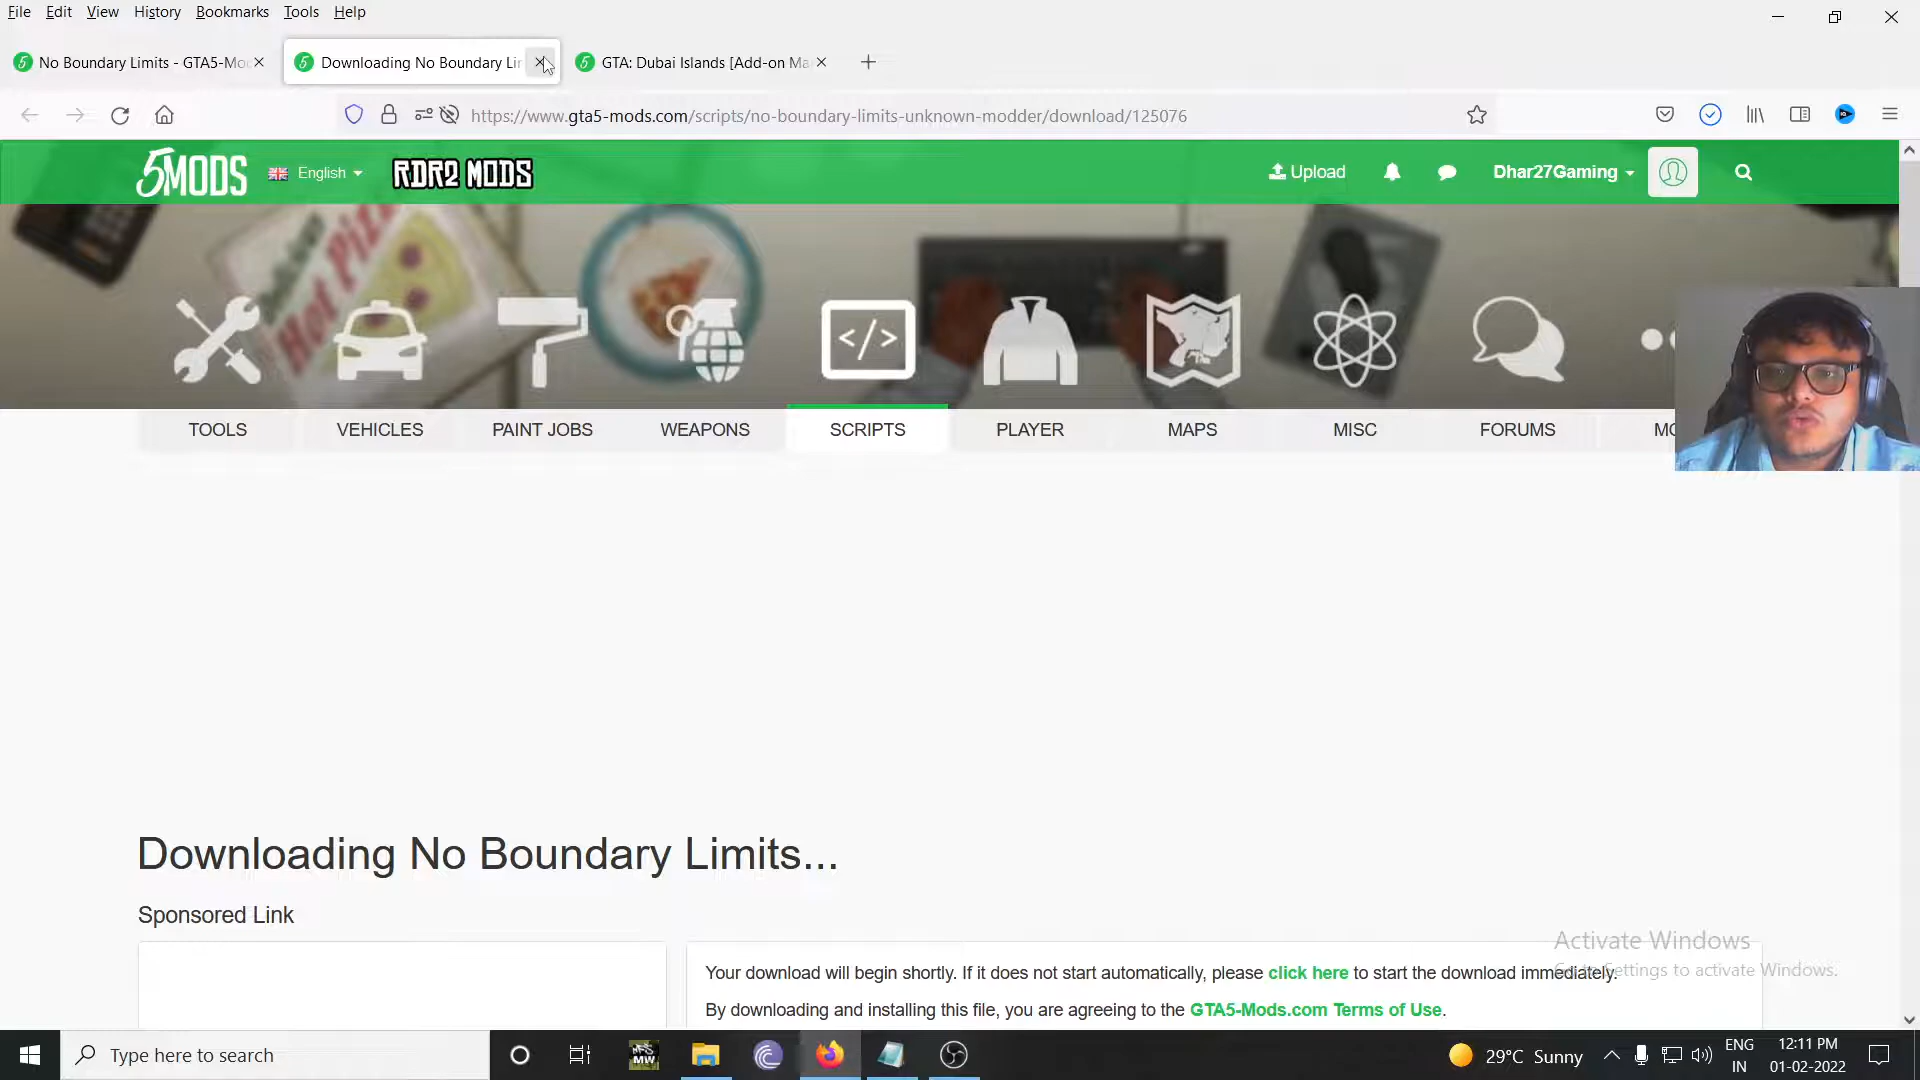 File Edit View History Bookmarks Tools Help
No Boundary Limits - GTA5-Mo
Downloading No Boundary Li
GTA: Dubai Islands [Add-on Ma
https://www.gta5-mods.com/scripts/no-boundary-limits-unknown-modder/download/125076
5MODS English RDR2 MODS Upload Dhar27Gaming
Hot Pizza
TOOLS VEHICLES PAINT JOBS WEAPONS SCRIPTS PLAYER MAPS MISC FORUMS
Downloading No Boundary Limits...
Sponsored Link
Activate Windows
Go to Settings to activate Windows.
Your download will begin shortly. If it does not start automatically, please click here to start the download immediately.
By downloading and installing this file, you are agreeing to the GTA5-Mods.com Terms of Use.
Type here to search
MW
29°C Sunny
ENG
IN
12:11 PM
01-02-2022